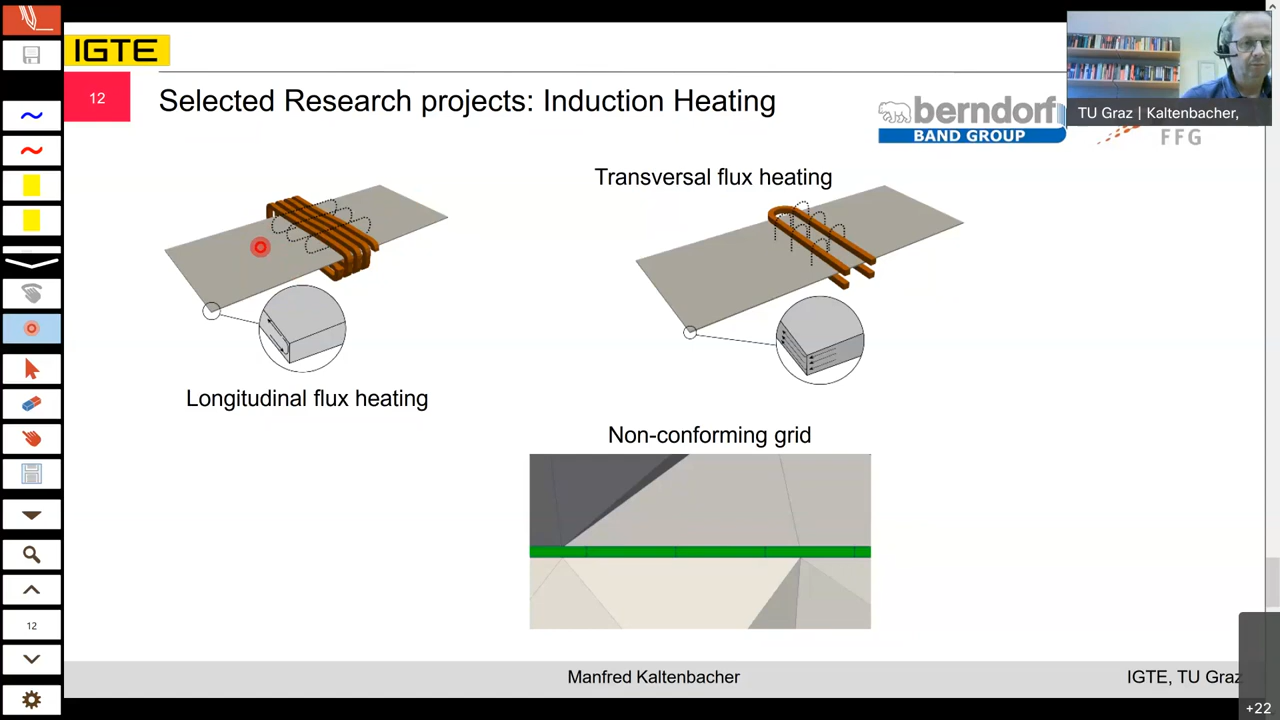 IGTE
12
Selected Research projects: Induction Heating
berndorf
BAND GROUP
TU Graz | Kaltenbacher,
FFG
Transversal flux heating
Longitudinal flux heating
Non-conforming grid
12
Manfred Kaltenbacher
IGTE, TU Graz
+22